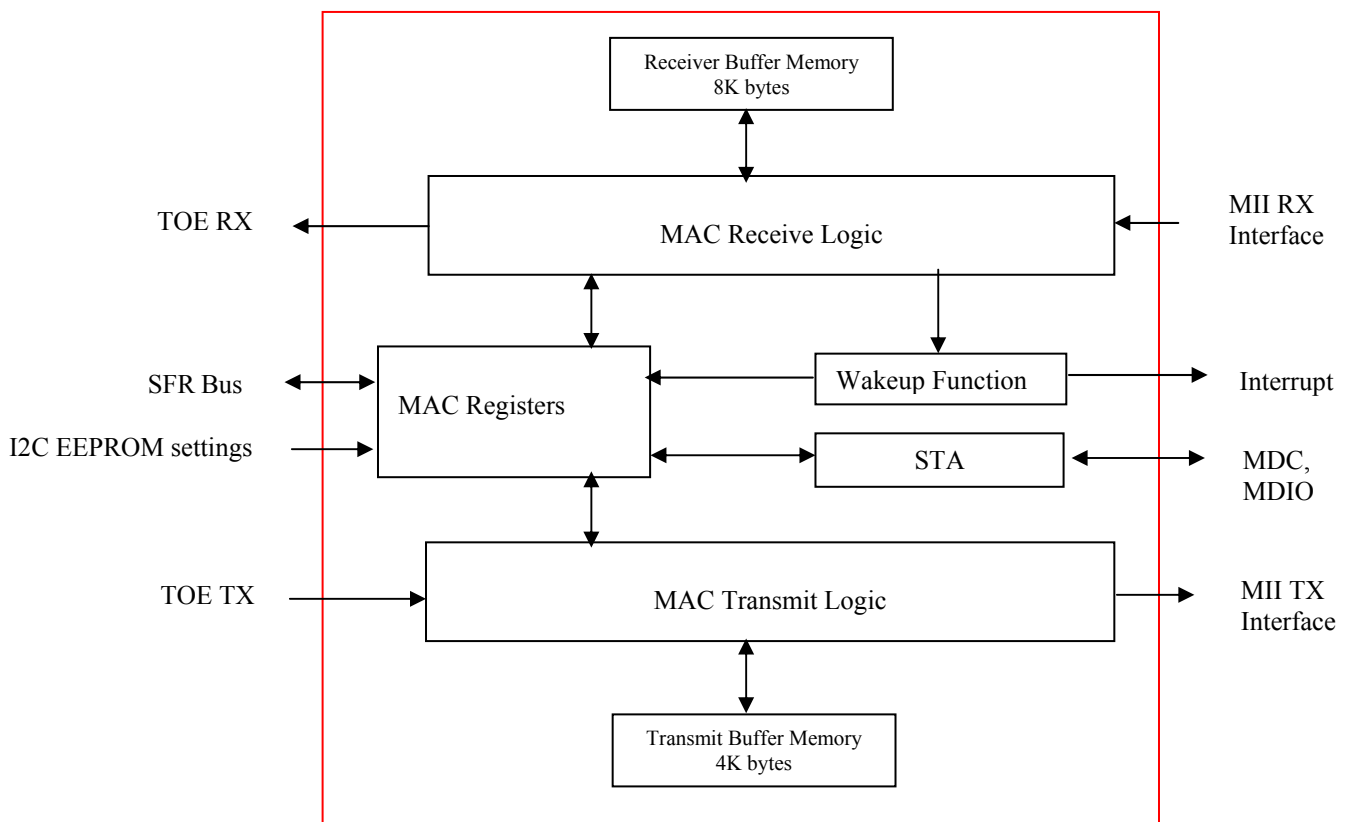 Receiver Buffer Memory
8K bytes
TOE RX
MAC Receive Logic
MII RX
Interface
SFR Bus
MAC Registers
Wakeup Function
Interrupt
I2C EEPROM settings
STA
MDC,
MDIO
TOE TX
MAC Transmit Logic
MII TX
Interface
Transmit Buffer Memory
4K bytes